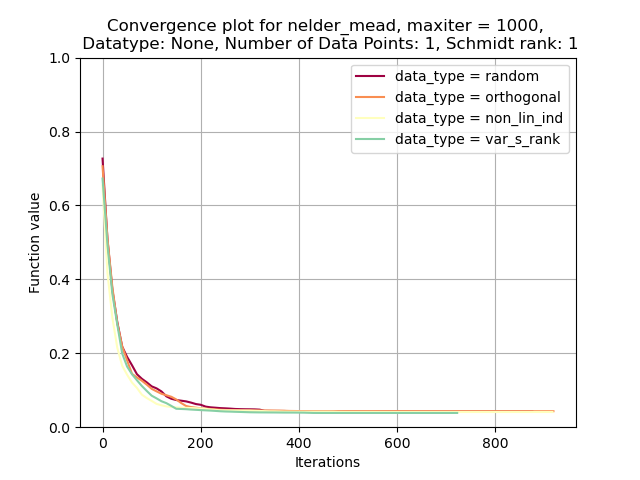 Convergence plot for nelder_mead, maxiter = 1000,
Datatype: None, Number of Data Points: 1, Schmidt rank: 1
data_type = random
data_type = orthogonal
data_type = non_lin_ind
data_type = var_s_rank
Function value
1.0
0.8
0.6
0.4
0.2
0.0
0 200 400 600 800
Iterations